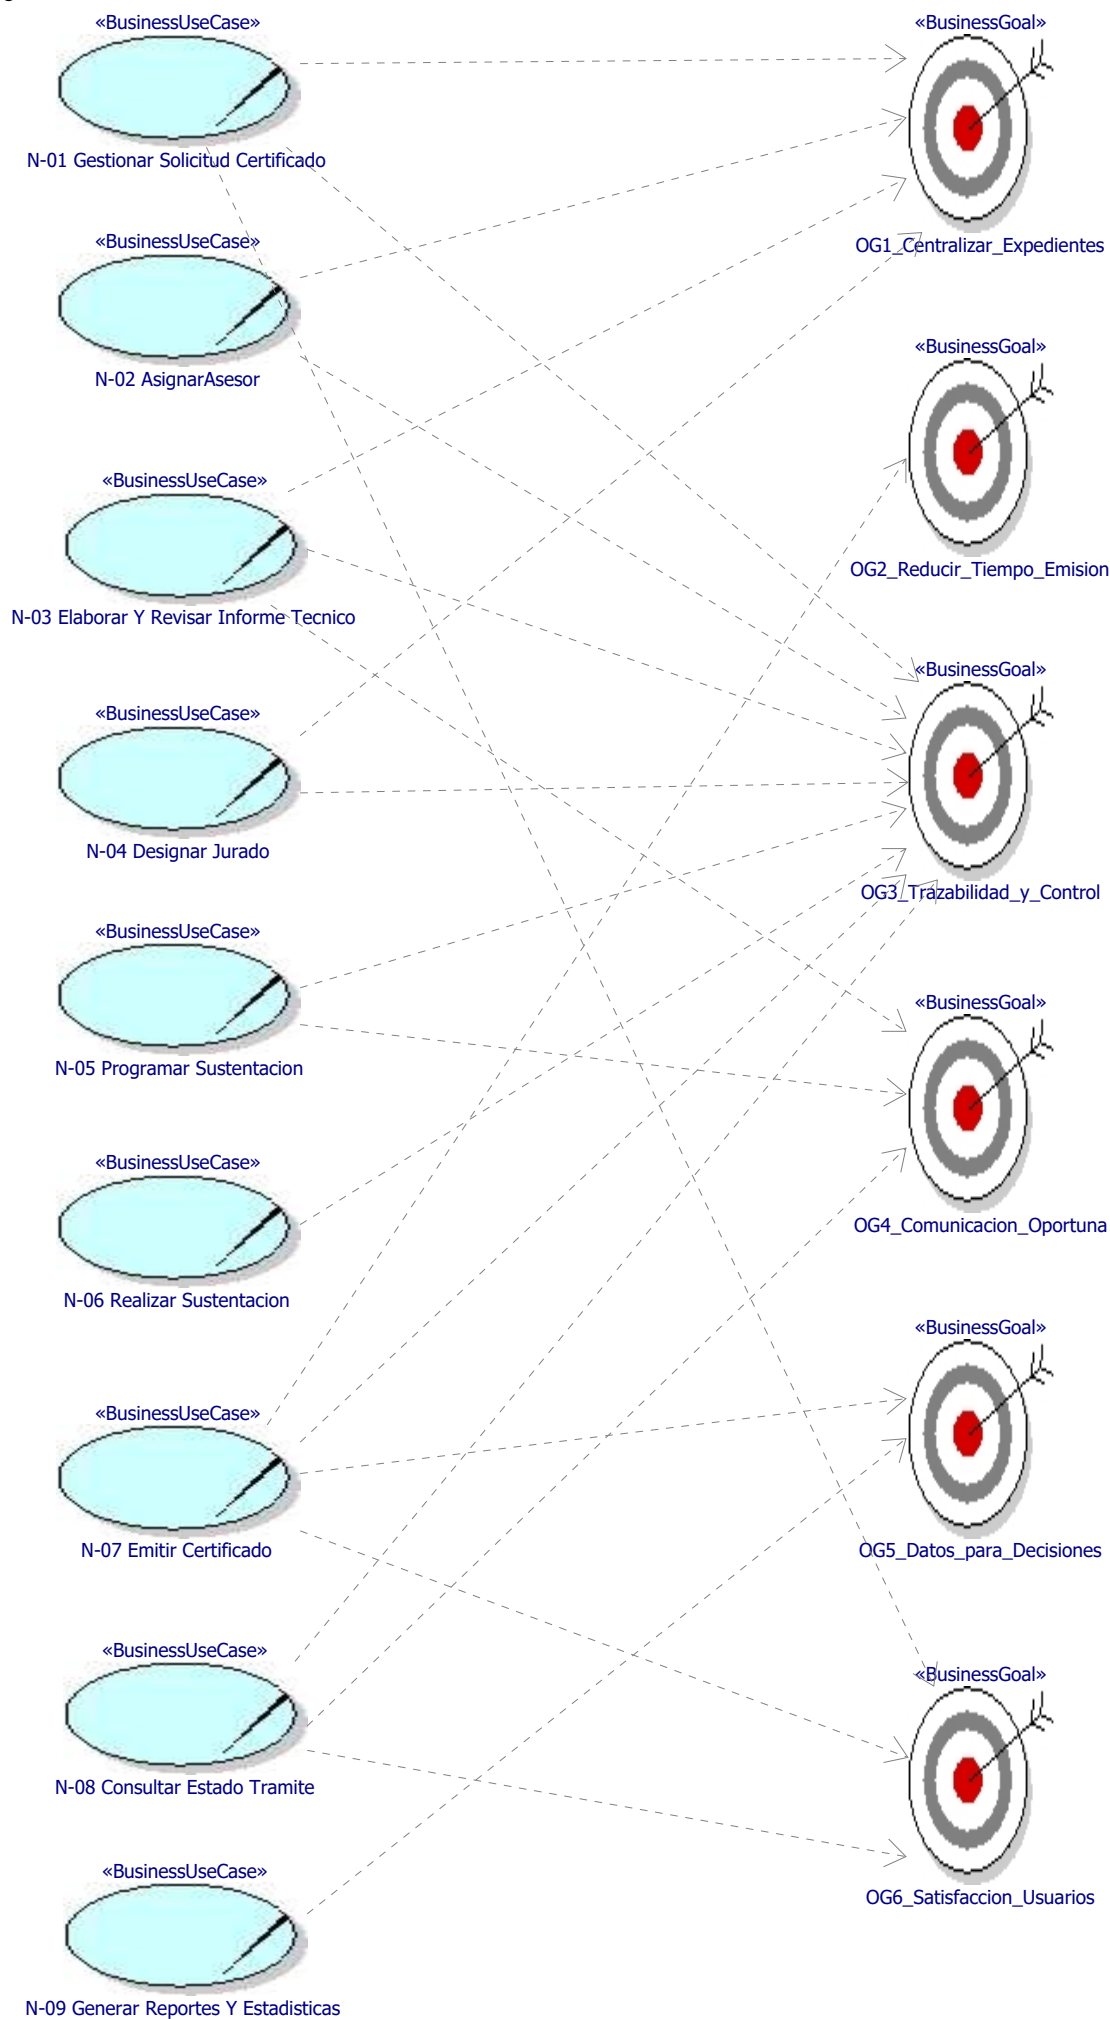 «BusinessUseCase»
N-01 Gestionar Solicitud Certificado
«BusinessUseCase»
N-02 AsignarAsesor
«BusinessUseCase»
N-03 Elaborar Y Revisar Informe Tecnico
«BusinessUseCase»
N-04 Designar Jurado
«BusinessUseCase»
N-05 Programar Sustentacion
«BusinessUseCase»
N-06 Realizar Sustentacion
«BusinessUseCase»
N-07 Emitir Certificado
«BusinessUseCase»
N-08 Consultar Estado Tramite
«BusinessUseCase»
N-09 Generar Reportes Y Estadisticas
«BusinessGoal»
OG1_Centralizar_Expedientes
«BusinessGoal»
OG2_Reducir_Tiempo_Emision
«BusinessGoal»
OG3_Trazabilidad_y_Control
«BusinessGoal»
OG4_Comunicacion_Oportuna
«BusinessGoal»
OG5_Datos_para_Decisiones
«BusinessGoal»
OG6_Satisfaccion_Usuarios